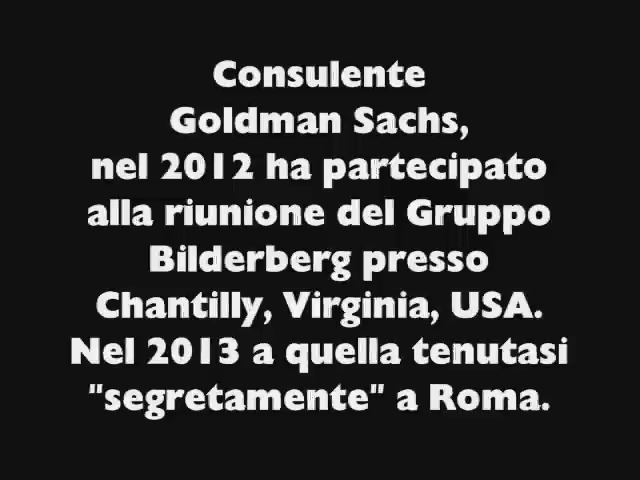 Consulente
Goldman Sachs,
nel 2012 ha partecipato
alla riunione del Gruppo
Bilderberg presso
Chantilly, Virginia, USA.
Nel 2013 a quella tenutasi
"segretamente" a Roma.